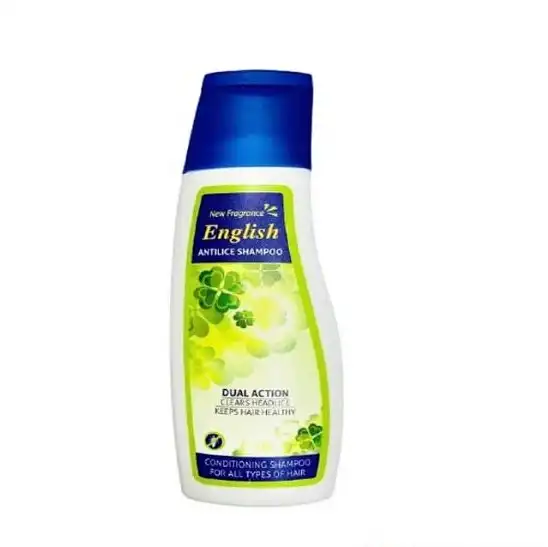 New Fragrance
English
ANTILICE SHAMPOO
DUAL ACTION
CLEARS HEADLICE
KEEPS HAIR HEALTHY
CONDITIONING SHAMPOO
FOR ALL TYPES OF HAIR